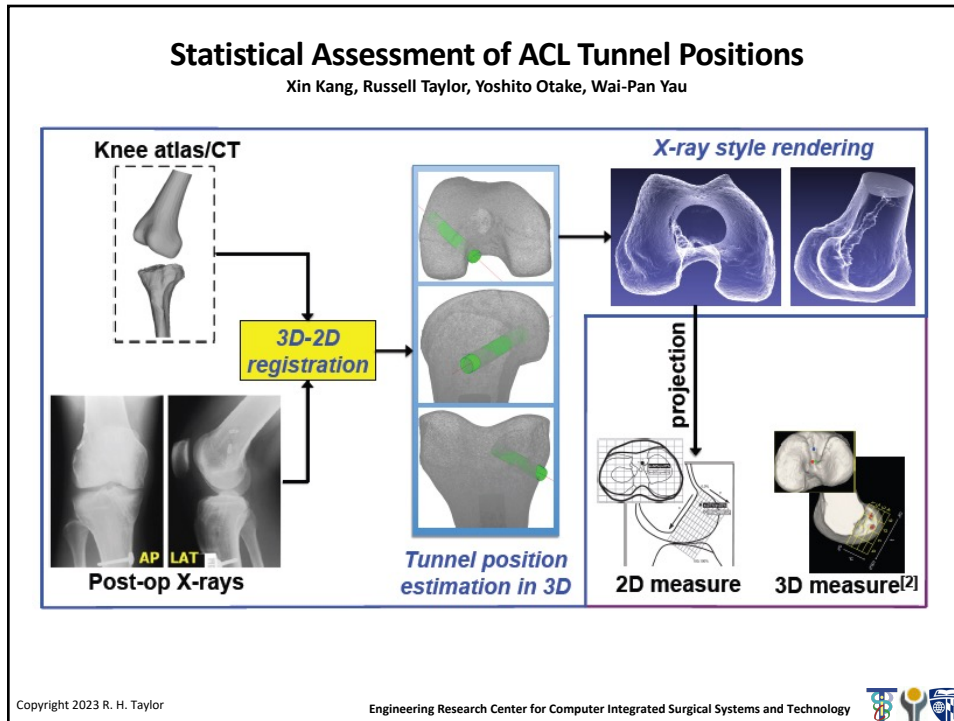 Statistical Assessment of ACL Tunnel Positions
Xin Kang, Russell Taylor, Yoshito Otake, Wai-Pan Yau
Knee atlas/CT
X-ray style rendering
3D-2D
registration
projection
AP LAT
Post-op X-rays
Tunnel position
estimation in 3D
2D measure
3D measure[2]
Copyright 2023 R. H. Taylor
Engineering Research Center for Computer Integrated Surgical Systems and Technology